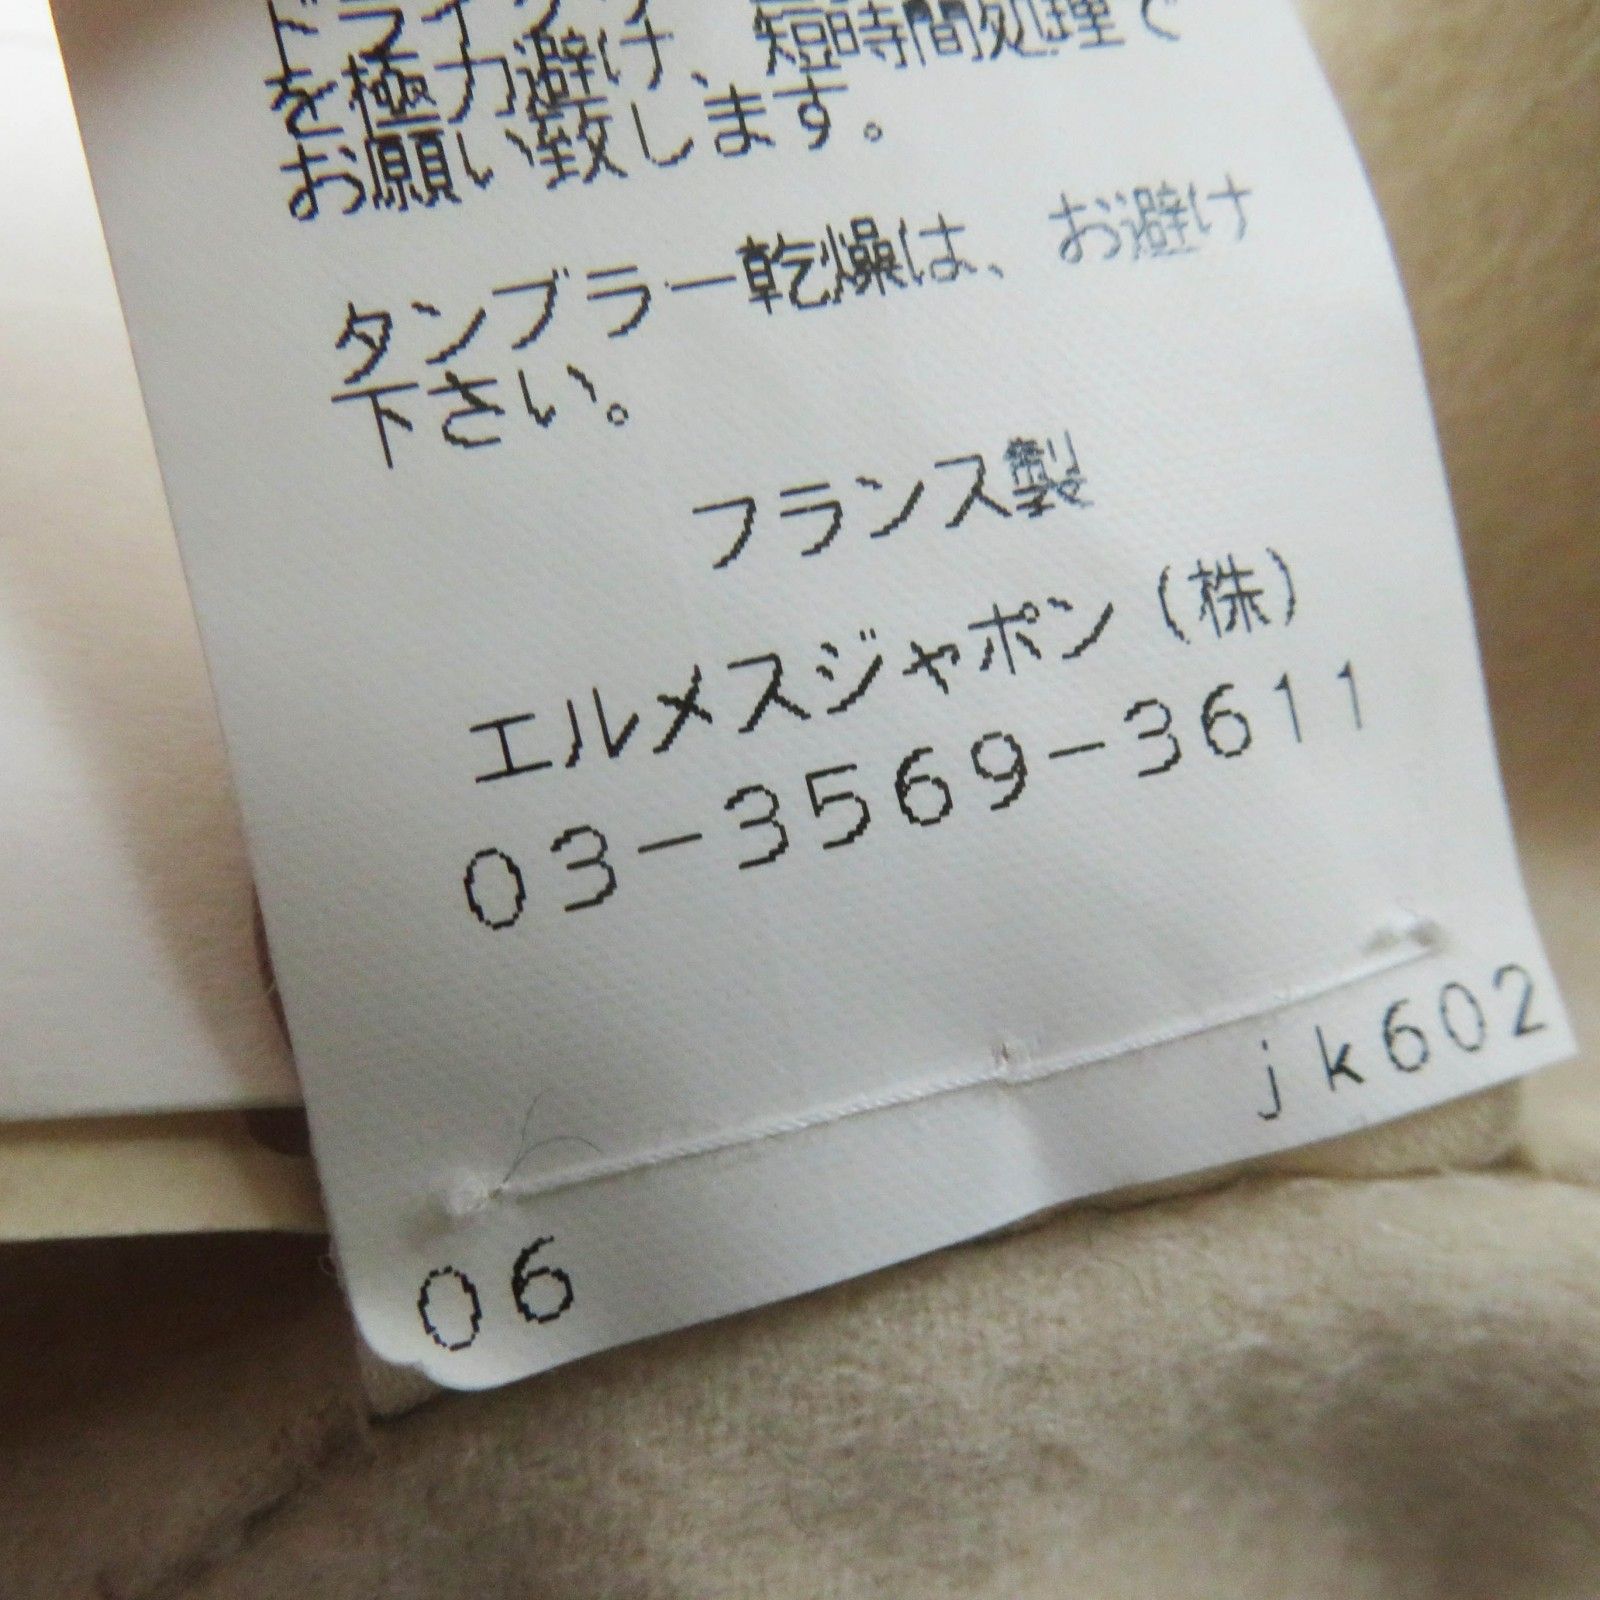 を極力避け、短時間処理で
お願い致します。
タンブラー乾燥は、お避け
下さい。
フランス製
エルメスジャポン(株)
03-3569-3611
jk602
06